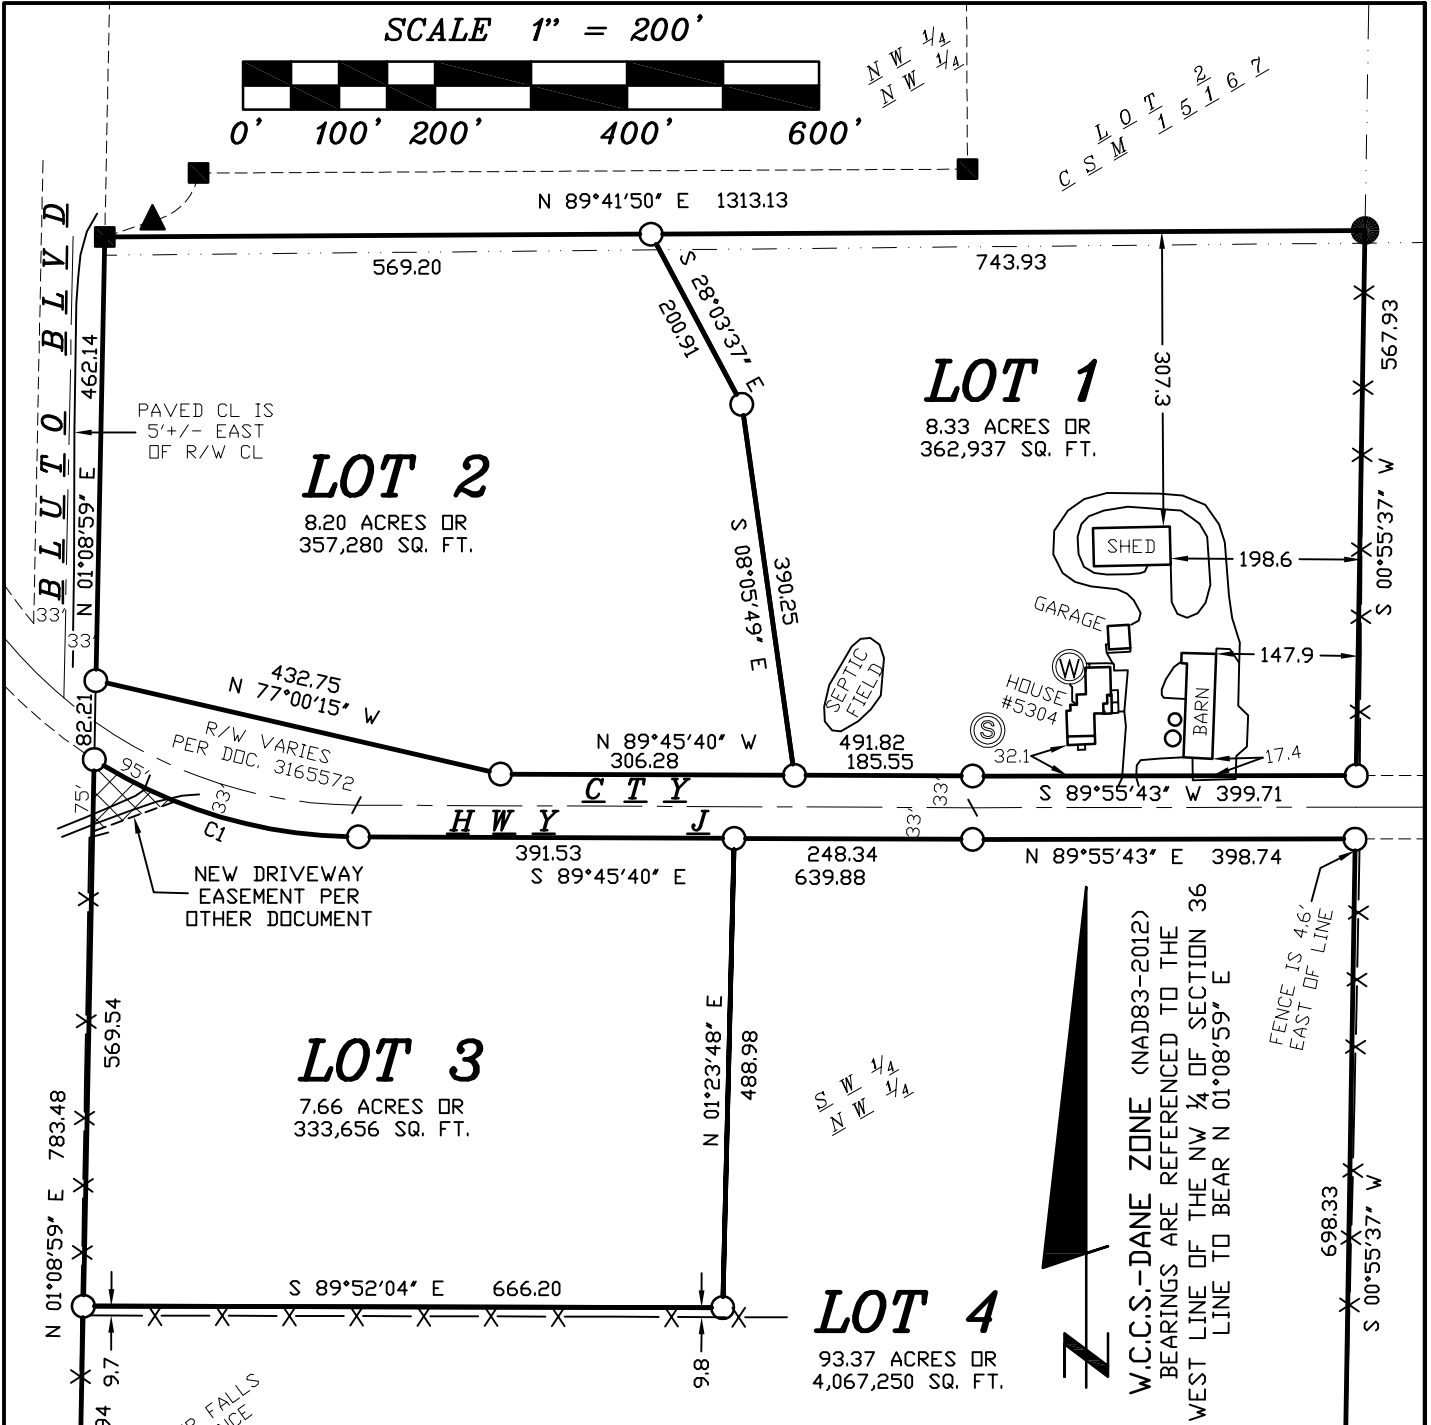 SCALE 1" = 200'
0' 100' 200' 400' 600'
N W 1/4
N W 1/4
L O T 2
C S M 1 5 1 6 7
N 89°41'50" E 1313.13
569.20
743.93
BLUTO BLVD
462.14
N 01°08'59" E
PAVED CL IS
5'+/- EAST
OF R/W CL
S 28°03'37" E
200.91
LOT 1
8.33 ACRES OR
362,937 SQ. FT.
307.3
567.93
S 00°55'37" W
LOT 2
8.20 ACRES OR
357,280 SQ. FT.
S 08°05'49" E
390.25
SHED
198.6
GARAGE
147.9
W
HOUSE
#5304
BARN
SEPTIC
FIELD
S
32.1
17.4
33'
33'
82.21
432.75
N 77°00'15" W
R/W VARIES
PER DOC. 3165572
N 89°45'40" W
306.28
491.82
185.55
S 89°55'43" W 399.71
C T Y
H W Y J
33'
33'
33'
95'
75'
C1
391.53
S 89°45'40" E
248.34
639.88
N 89°55'43" E 398.74
NEW DRIVEWAY
EASEMENT PER
OTHER DOCUMENT
FENCE IS 4.6'
EAST OF LINE
569.54
783.48
N 01°08'59" E
LOT 3
7.66 ACRES OR
333,656 SQ. FT.
N 01°23'48" E
488.98
S W 1/4
N W 1/4
W.C.C.S.-DANE ZONE (NAD83-2012)
BEARINGS ARE REFERENCED TO THE
WEST LINE OF THE NW 1/4 OF SECTION 36
LINE TO BEAR N 01°08'59" E
N
698.33
S 00°55'37" W
S 89°52'04" E 666.20
9.7
9.8
LOT 4
93.37 ACRES OR
4,067,250 SQ. FT.
FALLS